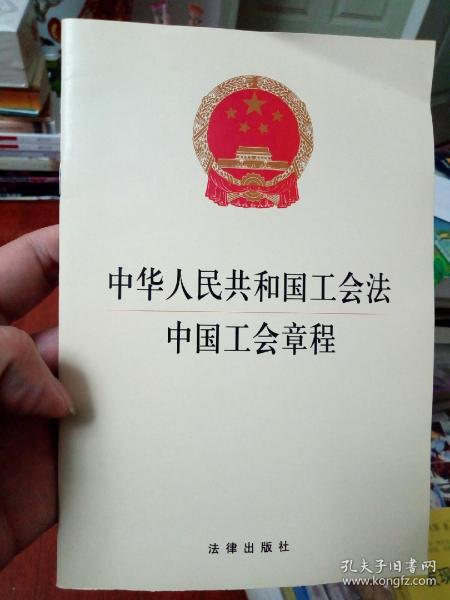 中华人民共和国工会法
中国工会章程
法律出版社
孔夫子旧书网
www.kongfz.com